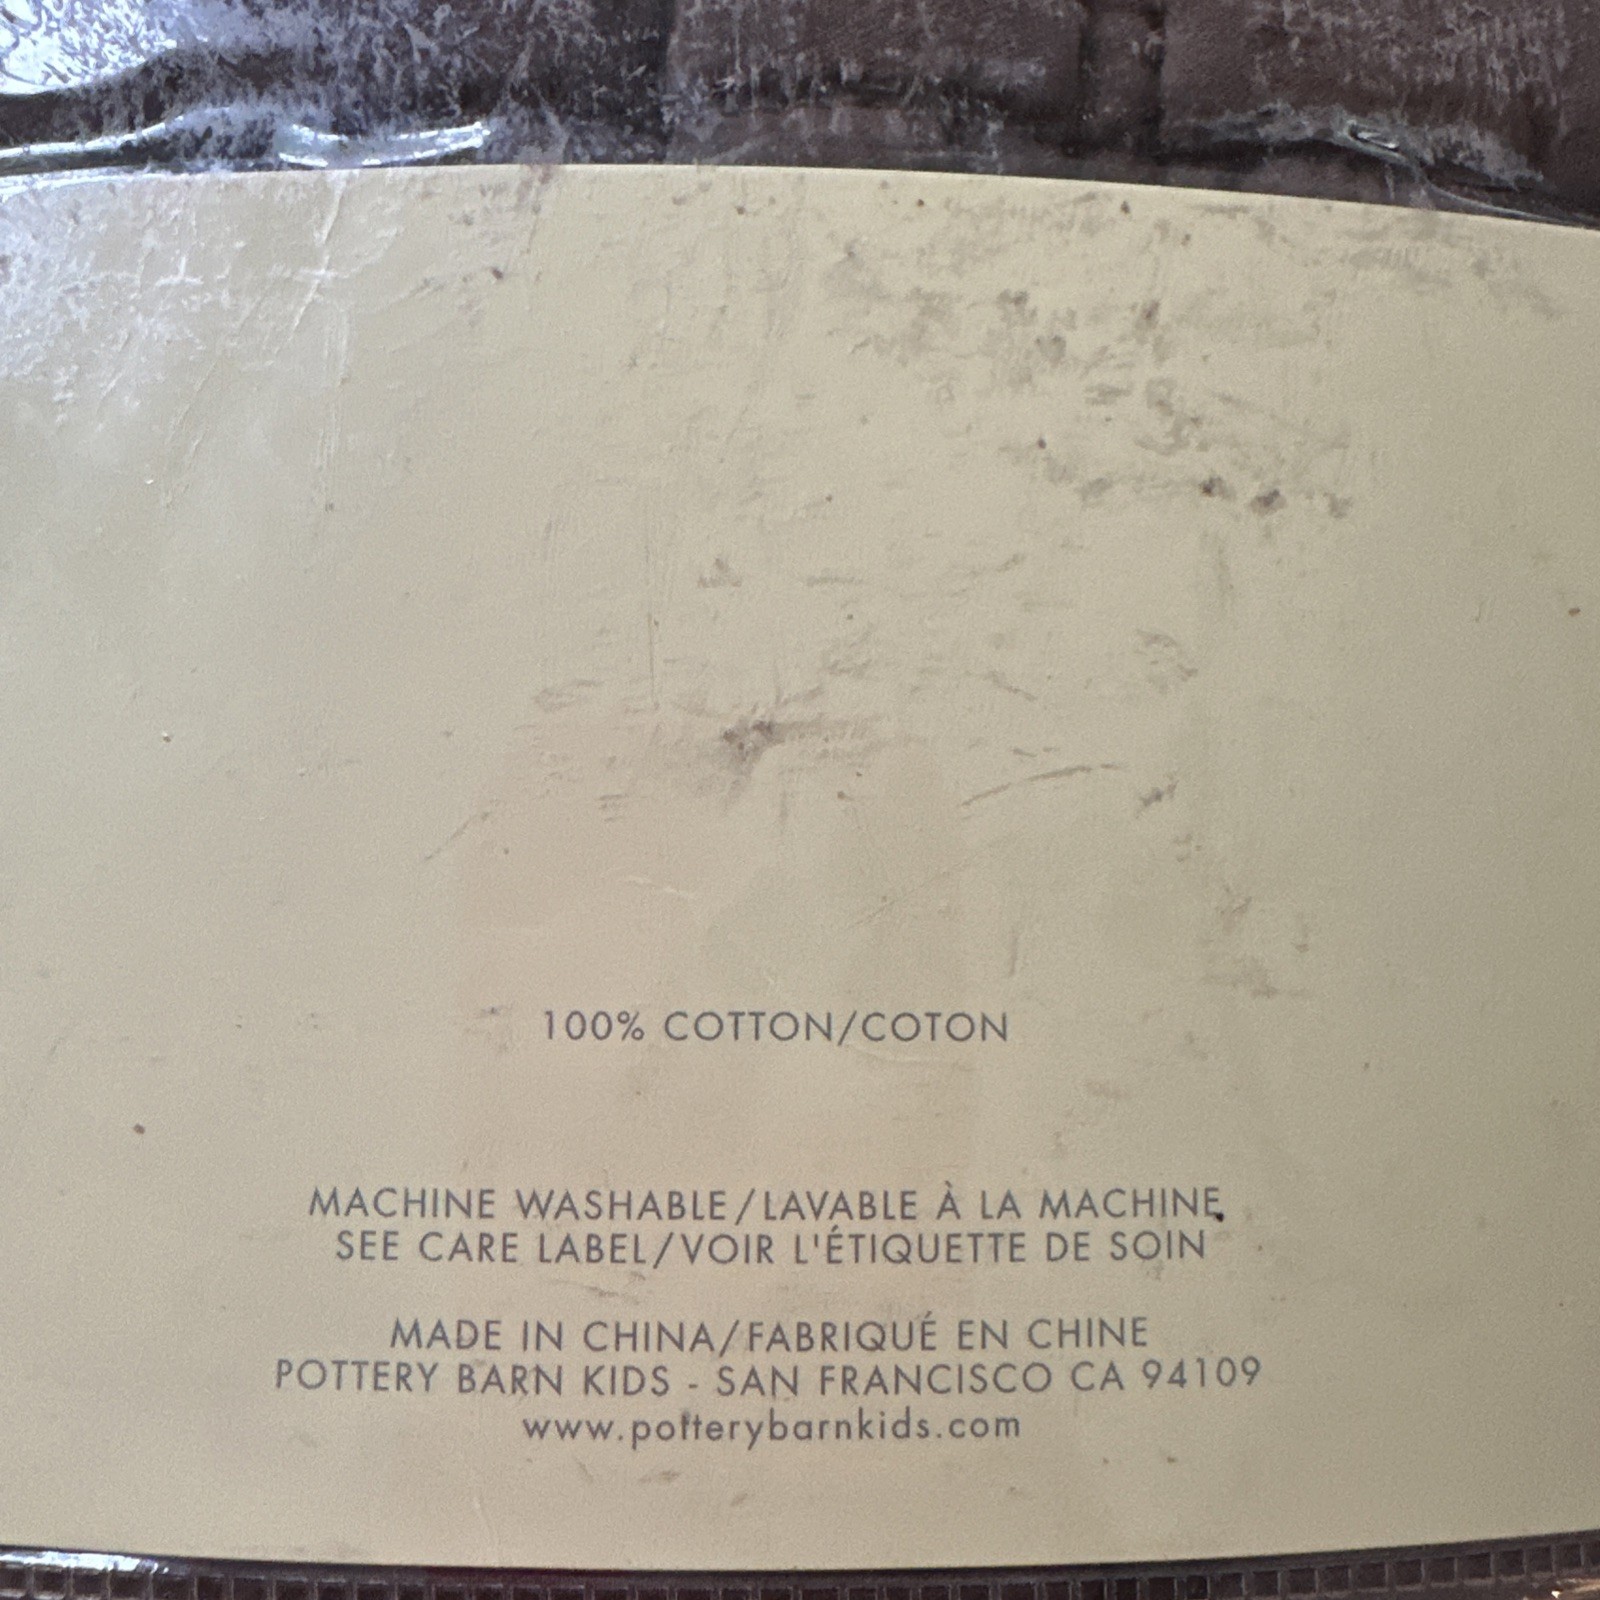 100% COTTON/COTON
MACHINE WASHABLE/LAVABLE À LA MACHINE
SEE CARE LABEL/VOIR L'ÉTIQUETTE DE SOIN
MADE IN CHINA/FABRIQUÉ EN CHINE
POTTERY BARN KIDS - SAN FRANCISCO CA 94109
www.potterybarnkids.com